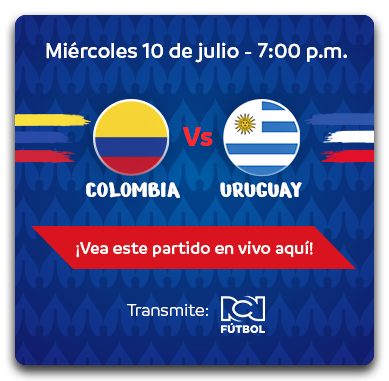 Miércoles 10 de julio - 7:00 p.m.
Vs
COLOMBIA
URUGUAY
¡Vea este partido en vivo aquí!
Transmite: RCN
FÚTBOL